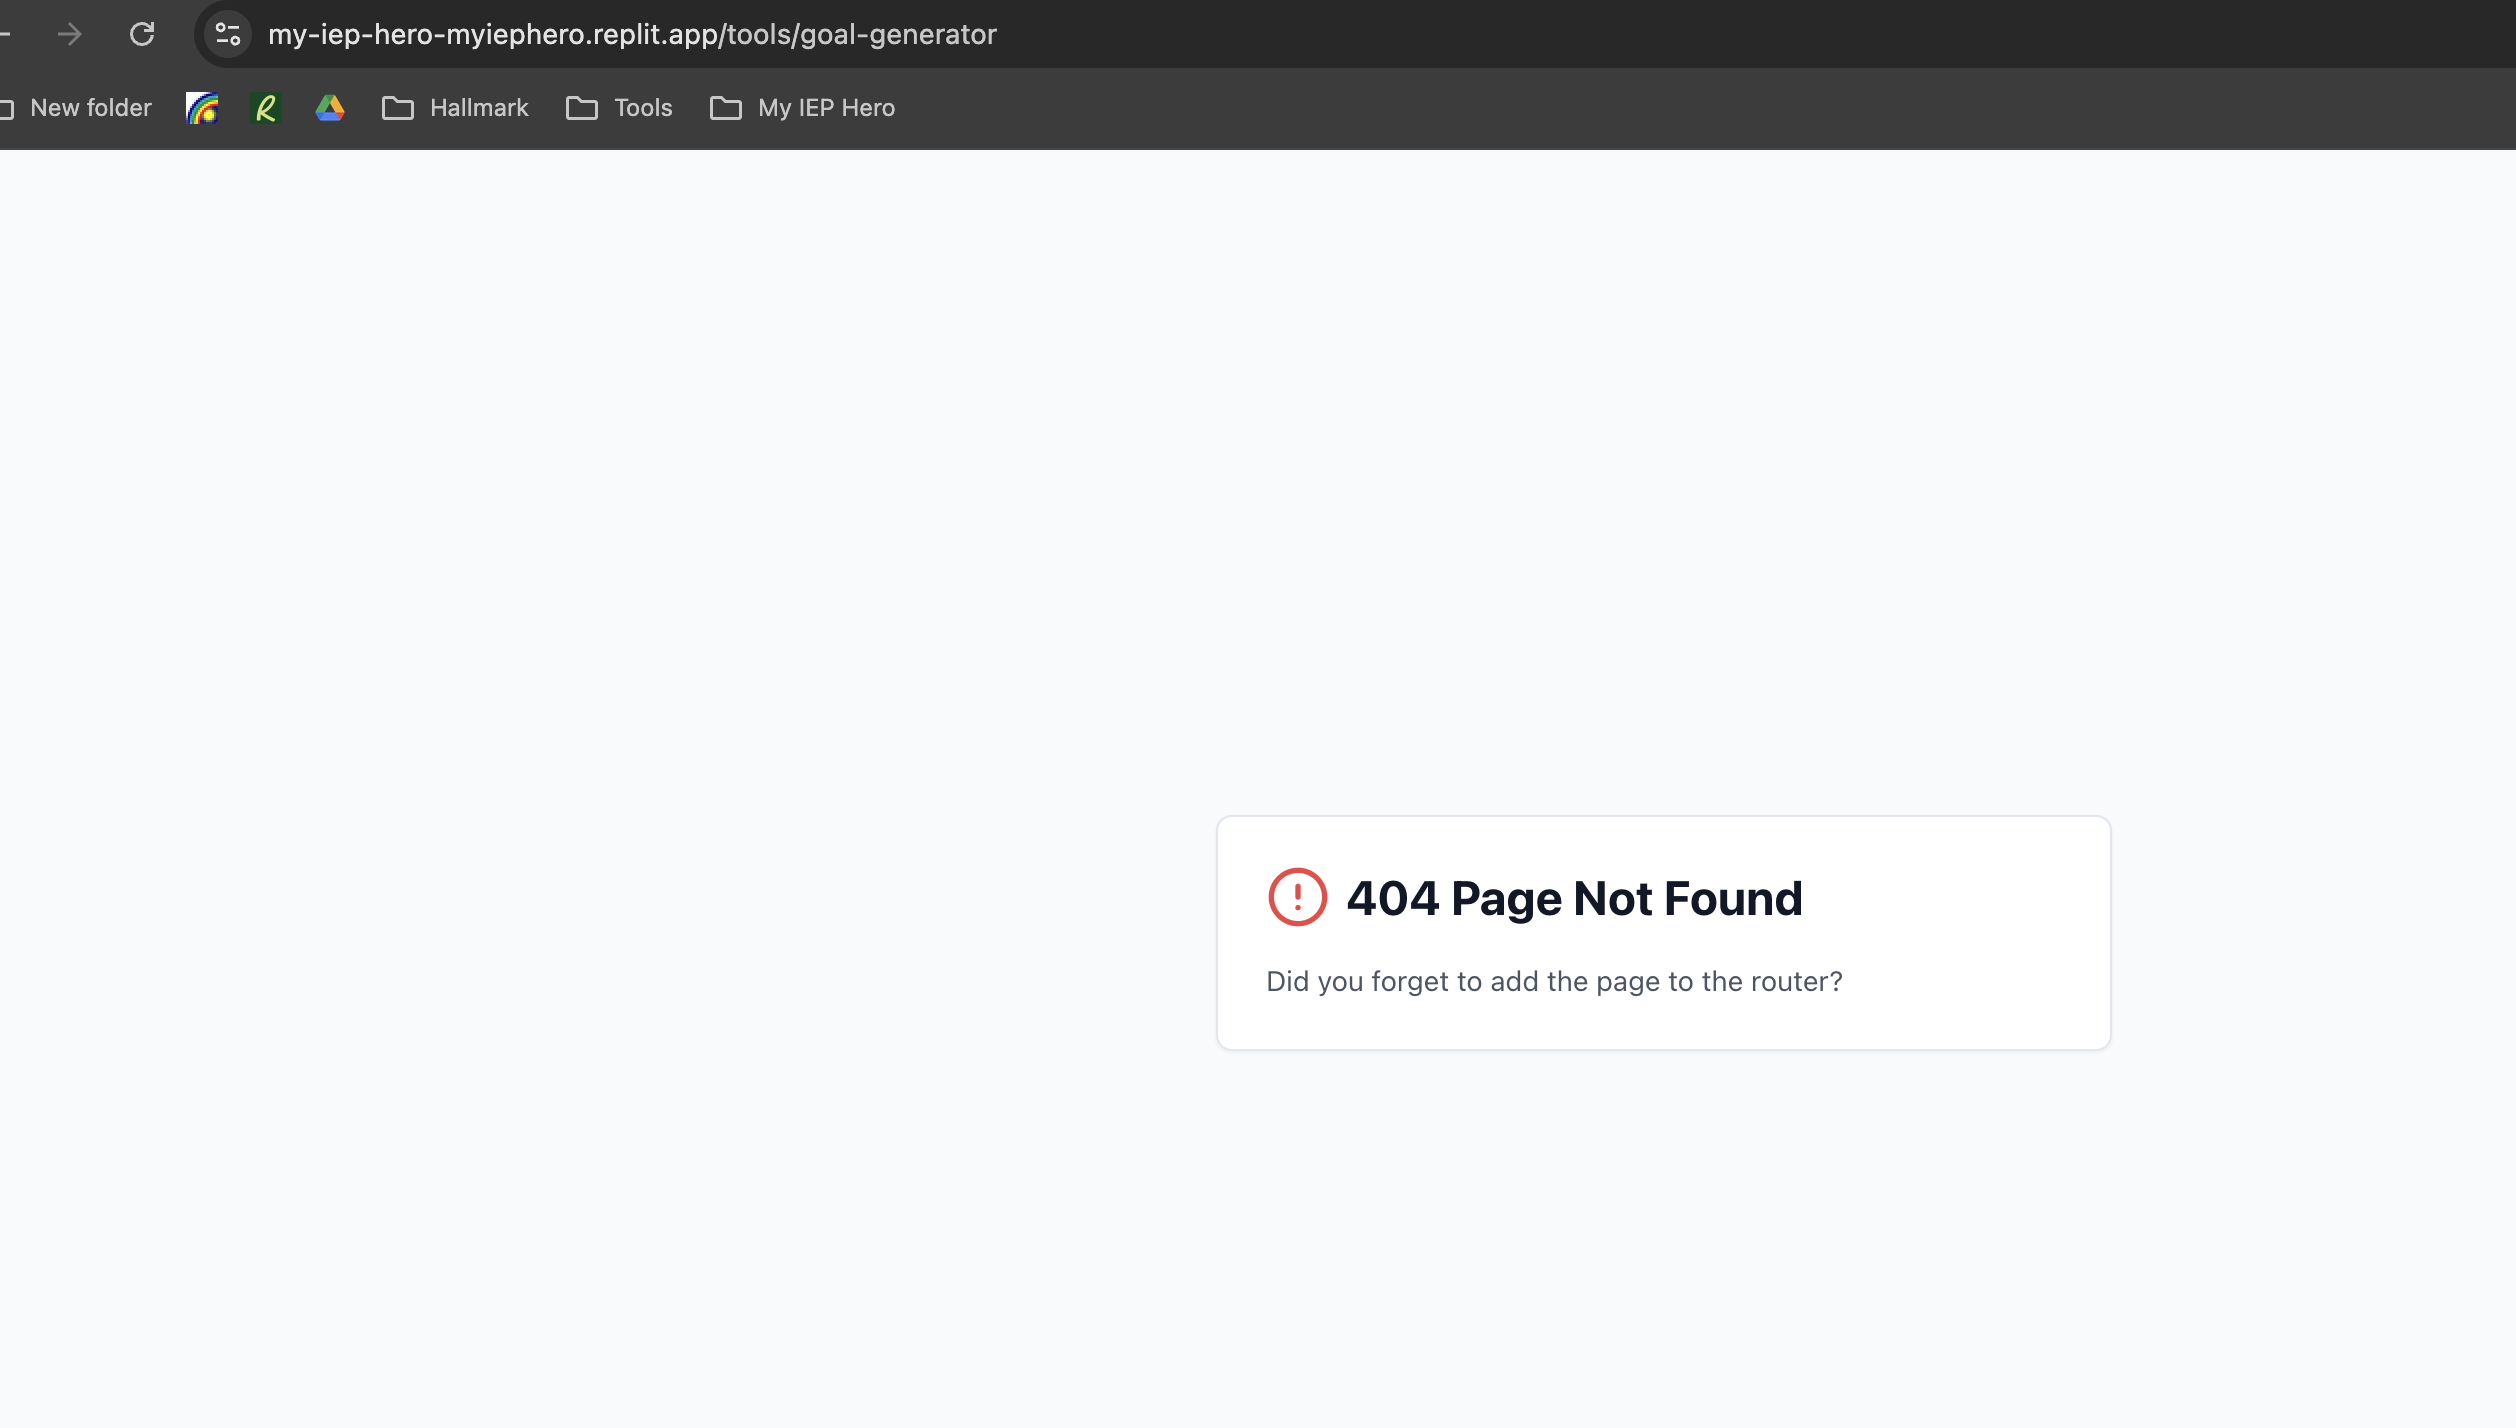 my-iep-hero-myiephero.replit.app/tools/goal-generator
New folder R Hallmark Tools My IEP Hero
404 Page Not Found
Did you forget to add the page to the router?